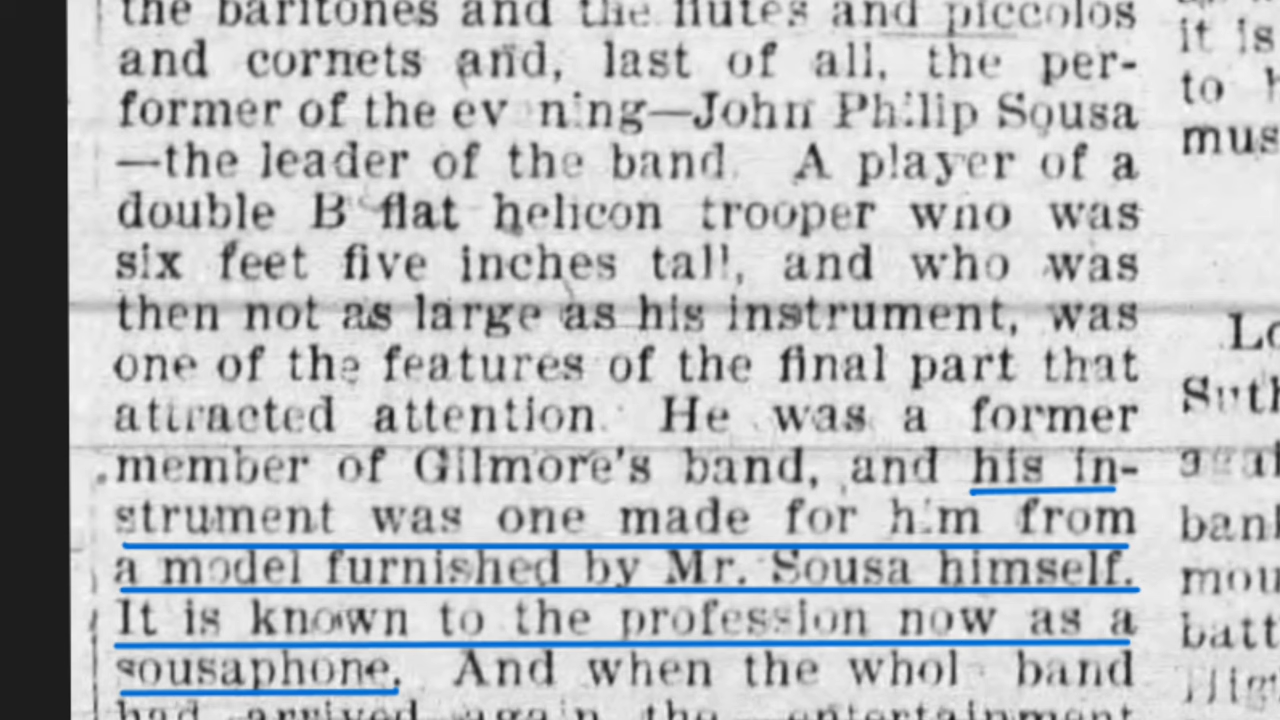 the baritones and the flutes and piccolos
and cornets and, last of all, the per-
former of the ev ning—John Philip Sousa
—the leader of the band. A player of a
double B flat helicon trooper who was
six feet five inches tall, and who was
then not as large as his instrument, was
one of the features of the final part that
attracted attention. He was a former
member of Gilmore's band, and his in-
strument was one made for him from
a model furnished by Mr. Sousa himself.
It is known to the profession now as a
sousaphone. And when the whol band
had arrived again the entertainment
it is
to
mus